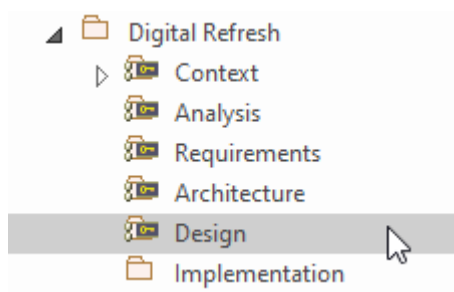 Digital Refresh
Context
Analysis
Requirements
Architecture
Design
Implementation